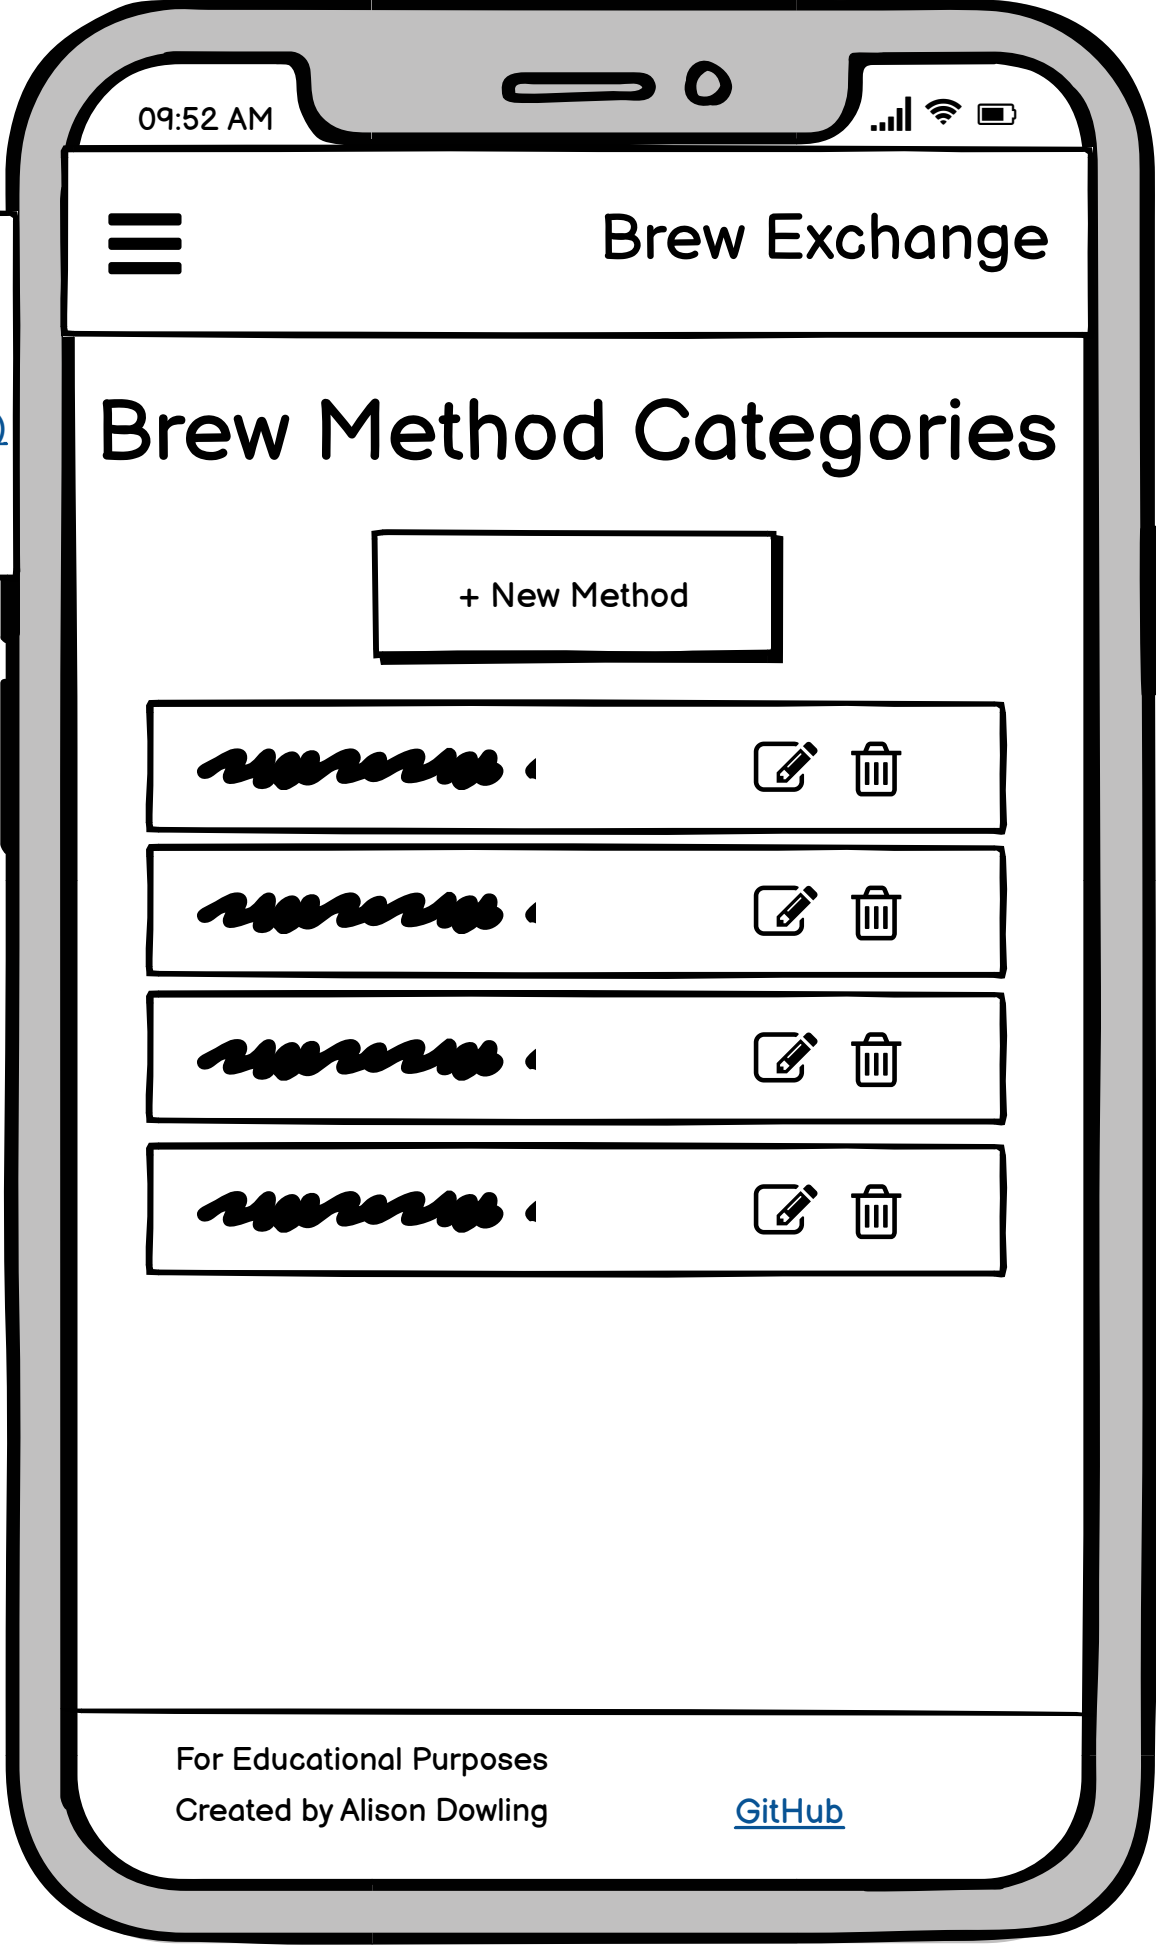 09:52 AM
Brew Exchange
Brew Method Categories
+ New Method
For Educational Purposes
Created by Alison Dowling
GitHub